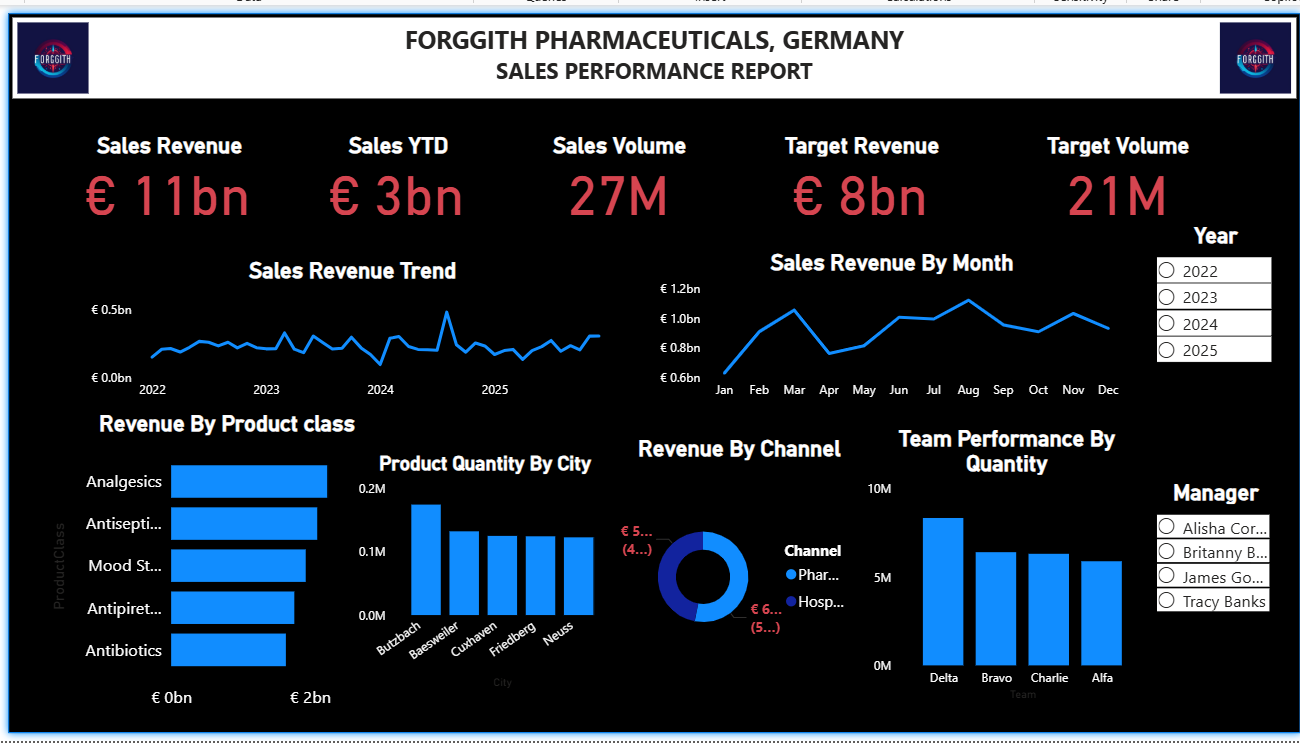 FORGGITH
FORGGITH PHARMACEUTICALS, GERMANY
SALES PERFORMANCE REPORT
FORGGITH
Sales Revenue
€ 11bn
Sales YTD
€ 3bn
Sales Volume
27M
Target Revenue
€ 8bn
Target Volume
21M
Year
2022
2023
2024
2025
Sales Revenue Trend
€ 0.5bn
€ 0.0bn
2022 2023 2024 2025
Sales Revenue By Month
€ 1.2bn
€ 1.0bn
€ 0.8bn
€ 0.6bn
Jan Feb Mar Apr May Jun Jul Aug Sep Oct Nov Dec
Revenue By Product class
ProductClass
Analgesics
Antisepti...
Mood St...
Antipiret...
Antibiotics
€ 0bn € 2bn
Product Quantity By City
0.2M
0.1M
0.0M
Butzbach
Baesweiler
Cuxhaven
Friedberg
Neuss
City
Revenue By Channel
€ 5...
(4...)
€ 6...
(5...)
Channel
Phar...
Hosp...
Team Performance By
Quantity
10M
5M
0M
Delta Bravo Charlie Alfa
Team
Manager
Alisha Cor...
Britanny B...
James Go...
Tracy Banks